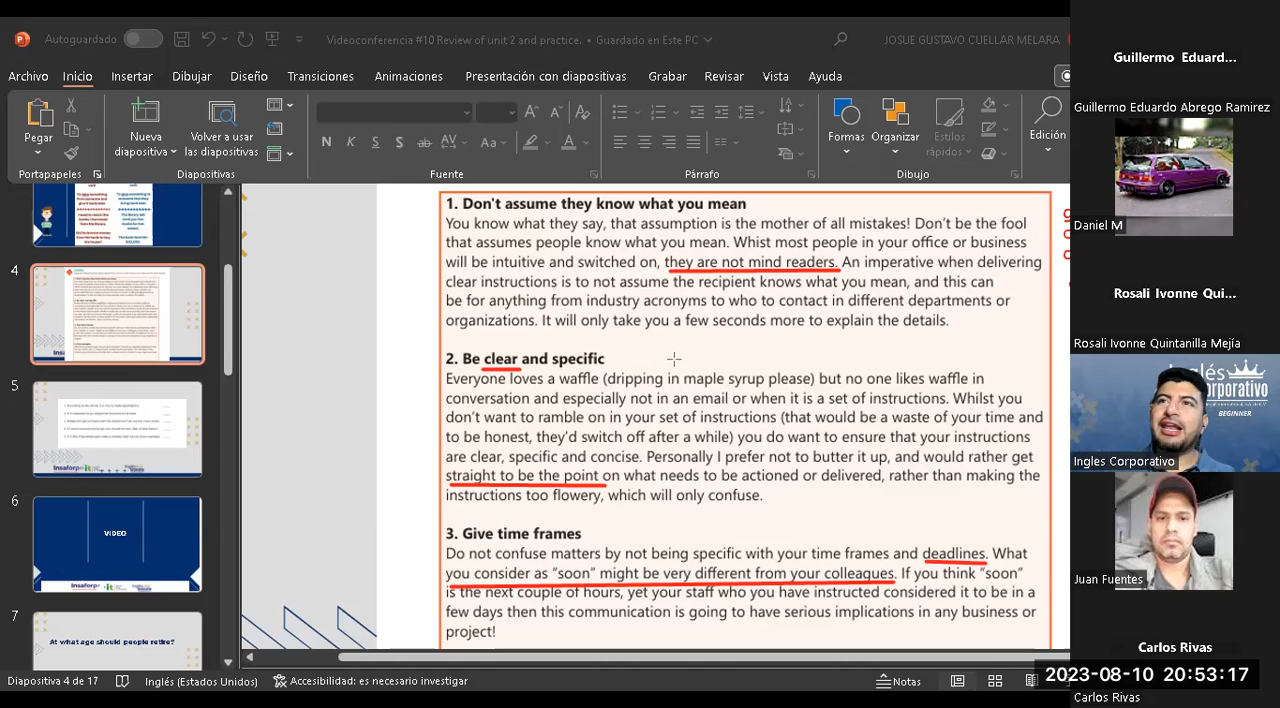 Autoguardado
Videoconferencia #10 Review of unit 2 and practice. • Guardado en Este PC
JOSUE GUSTAVO CUELLAR MELARA
Archivo Inicio Insertar Dibujar Diseño Transiciones Animaciones Presentación con diapositivas Grabar Revisar Vista Ayuda
Pegar
Nueva diapositiva
Volver a usar las diapositivas
N K S S ab AV Aa A
Formas
Organizar
Estilos rápidos
Edición
Portapapeles
Diapositivas
Fuente
Párrafo
Dibujo
4
5
6
VIDEO
7
At what age should people retire?
1. Don't assume they know what you mean
You know what they say, that assumption is the mother of all mistakes! Don't be the fool
that assumes people know what you mean. Whist most people in your office or business
will be intuitive and switched on, they are not mind readers. An imperative when delivering
clear instructions is to not assume the recipient knows what you mean, and this can
be for anything from industry acronyms to who to contact in different departments or
organizations. It will only take you a few seconds more to explain the details.
2. Be clear and specific
Everyone loves a waffle (dripping in maple syrup please) but no one likes waffle in
conversation and especially not in an email or when it is a set of instructions. Whilst you
don't want to ramble on in your set of instructions (that would be a waste of your time and
to be honest, they'd switch off after a while) you do want to ensure that your instructions
are clear, specific and concise. Personally I prefer not to butter it up, and would rather get
straight to be the point on what needs to be actioned or delivered, rather than making the
instructions too flowery, which will only confuse.
3. Give time frames
Do not confuse matters by not being specific with your time frames and deadlines. What
you consider as "soon" might be very different from your colleagues. If you think "soon"
is the next couple of hours, yet your staff who you have instructed considered it to be in a
few days then this communication is going to have serious implications in any business or
project!
Diapositiva 4 de 17
Inglés (Estados Unidos)
Accesibilidad: es necesario investigar
Notas
Guillermo Eduard...
Guillermo Eduardo Abrego Ramirez
Daniel M
Rosali Ivonne Qui...
Rosali Ivonne Quintanilla Mejía
Inglés
Corporativo
BEGINNER
Ingles Corporativo
Juan Fuentes
Carlos Rivas
2023-08-10 20:53:17
Carlos Rivas